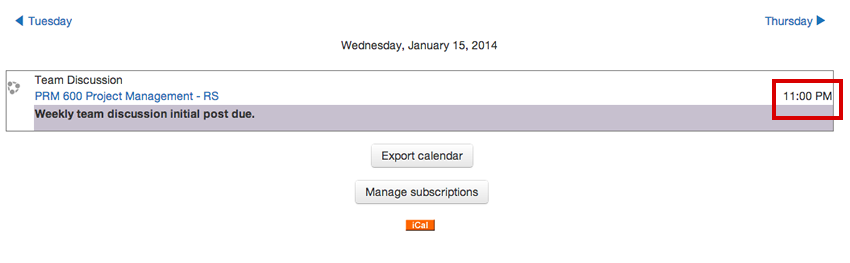 Tuesday
Thursday
Wednesday, January 15, 2014
Team Discussion
PRM 600 Project Management - RS
11:00 PM
Weekly team discussion initial post due.
Export calendar
Manage subscriptions
iCal